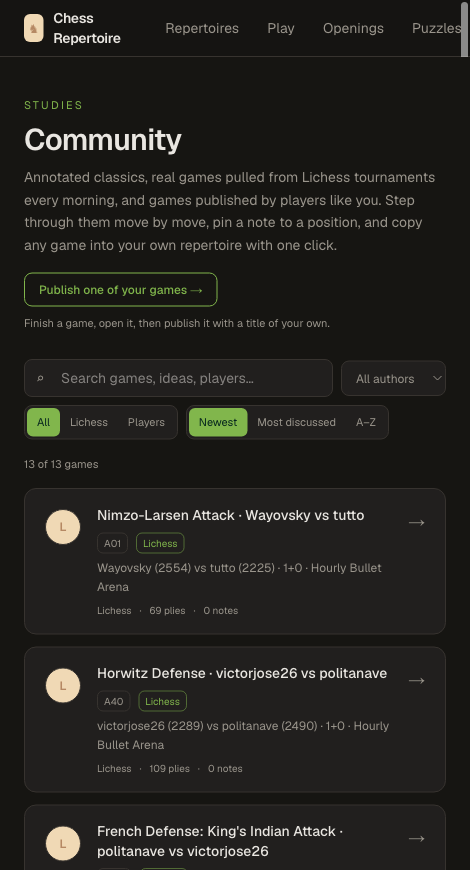 Chess
Repertoire
Repertoires Play Openings Puzzles
STUDIES
Community
Annotated classics, real games pulled from Lichess tournaments
every morning, and games published by players like you. Step
through them move by move, pin a note to a position, and copy
any game into your own repertoire with one click.
Publish one of your games →
Finish a game, open it, then publish it with a title of your own.
Search games, ideas, players... All authors
All Lichess Players Newest Most discussed A–Z
13 of 13 games
L
Nimzo-Larsen Attack · Wayovsky vs tutto →
A01 Lichess
Wayovsky (2554) vs tutto (2225) · 1+0 · Hourly Bullet
Arena
Lichess · 69 plies · 0 notes
L
Horwitz Defense · victorjose26 vs politanave →
A40 Lichess
victorjose26 (2289) vs politanave (2490) · 1+0 · Hourly
Bullet Arena
Lichess · 109 plies · 0 notes
L
French Defense: King's Indian Attack · →
politanave vs victorjose26